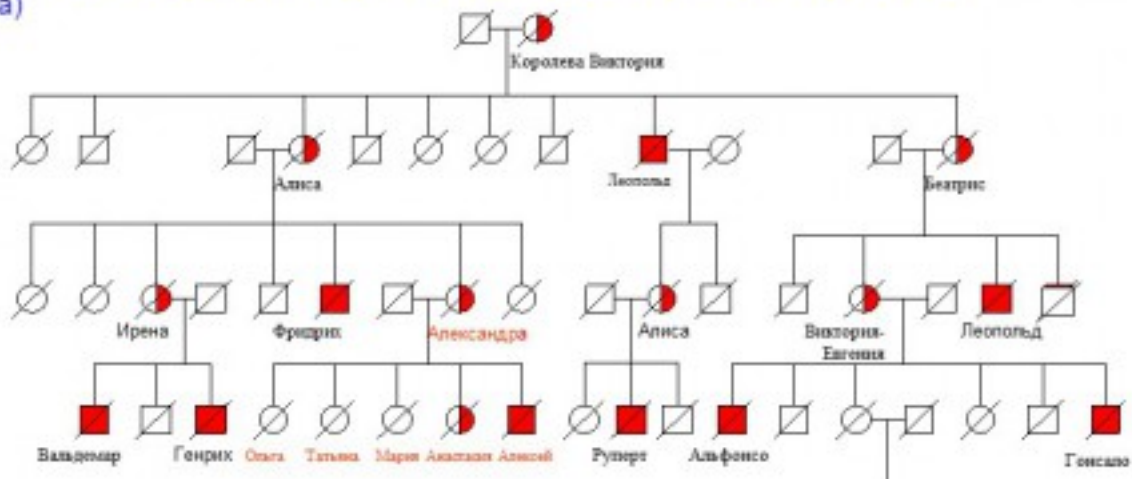 а)
Королева Виктория
Алиса
Леопольд
Беатрис
Ирена
Фридрих
Александра
Алиса
Виктория-
Евгения
Леопольд
Вальдемар
Генрих
Ольга
Татьяна
Мария
Анастасия
Алексей
Руперт
Альфонсо
Гонсало